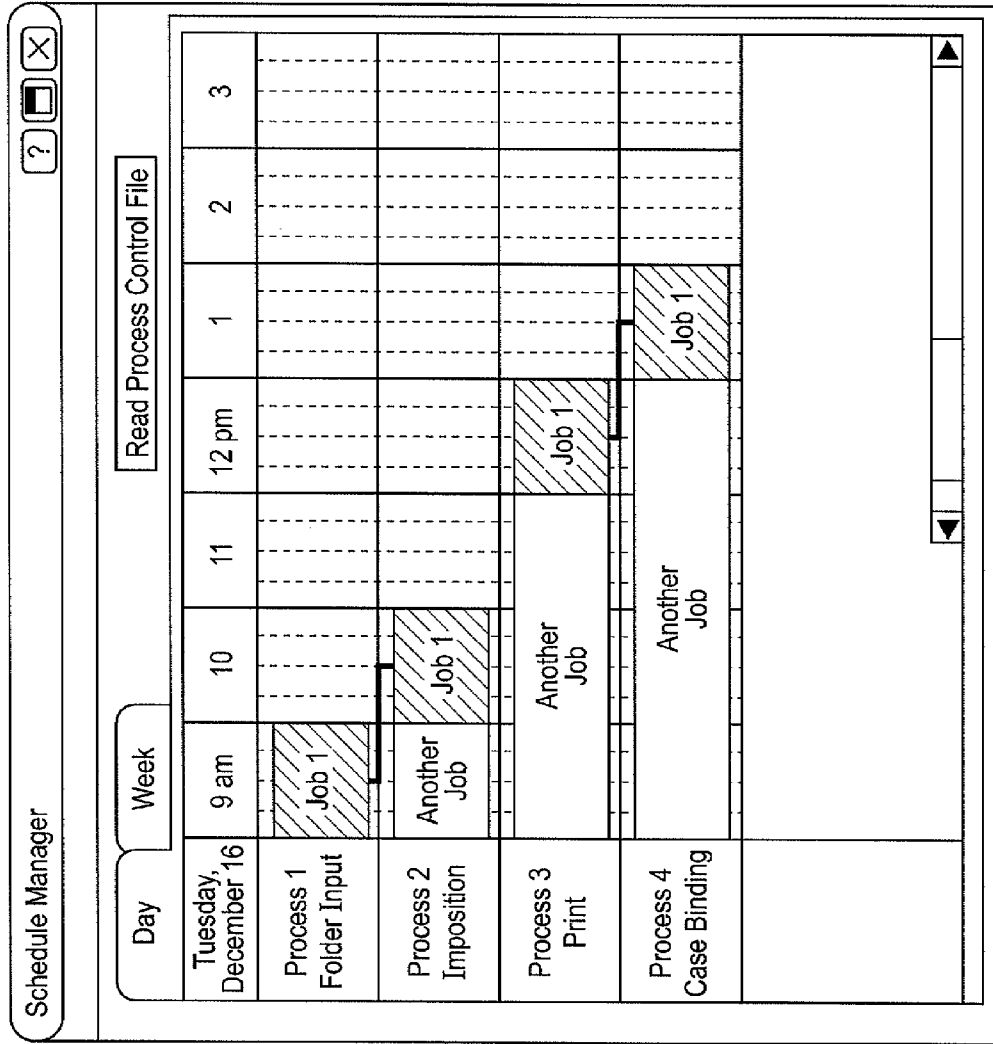 Schedule Manager
?
Day
Week
Read Process Control File
Tuesday,
December 16
9 am
10
11
12 pm
1
2
3
Process 1
Folder Input
Job 1
Process 2
Imposition
Another
Job
Job 1
Process 3
Print
Another
Job
Job 1
Process 4
Case Binding
Another
Job
Job 1